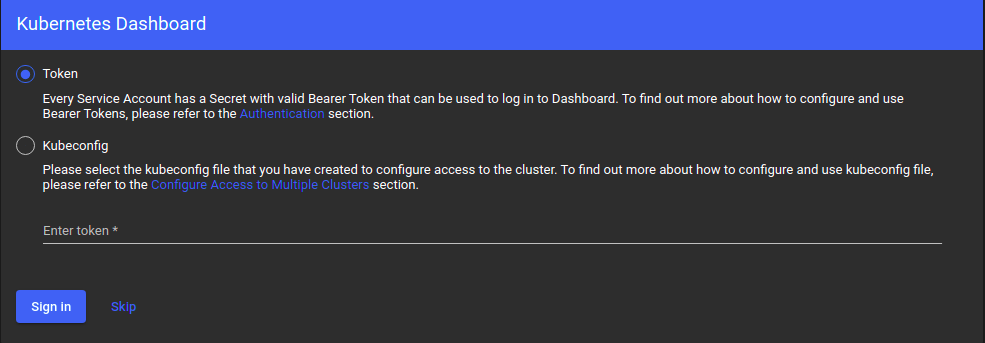 Kubernetes Dashboard
Token
Every Service Account has a Secret with valid Bearer Token that can be used to log in to Dashboard. To find out more about how to configure and use
Bearer Tokens, please refer to the Authentication section.
Kubeconfig
Please select the kubeconfig file that you have created to configure access to the cluster. To find out more about how to configure and use kubeconfig file,
please refer to the Configure Access to Multiple Clusters section.
Enter token *
Sign in
Skip